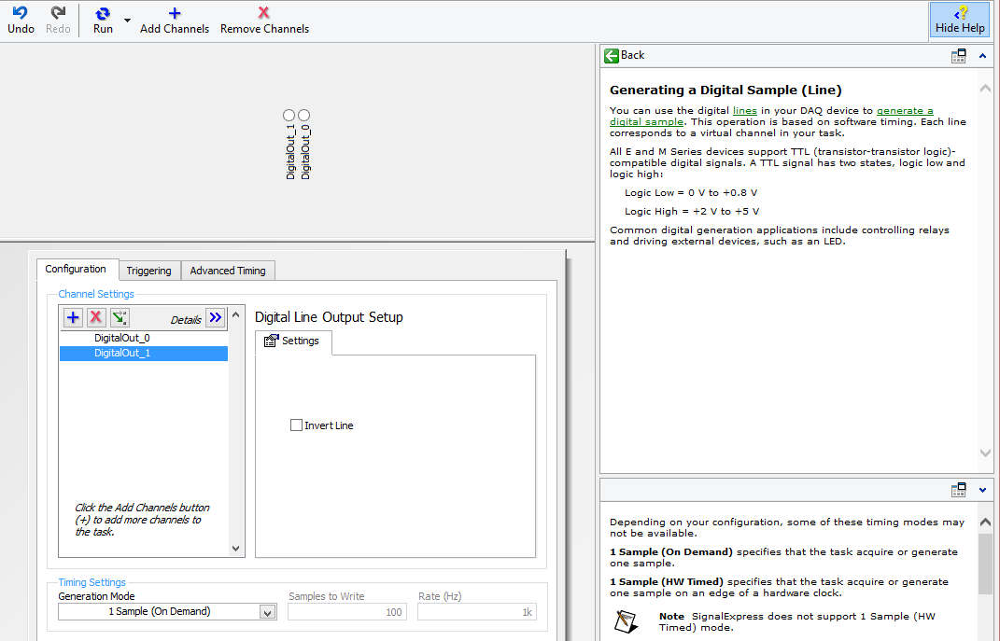 Undo Redo Run Add Channels Remove Channels Hide Help
DigitalOut_1
DigitalOut_0
Configuration Triggering Advanced Timing
Channel Settings
Details
DigitalOut_0
DigitalOut_1
Click the Add Channels button
(+) to add more channels to
the task.
Digital Line Output Setup
Settings
Invert Line
Timing Settings
Generation Mode Samples to Write Rate (Hz)
1 Sample (On Demand) 100 1k
Back
Generating a Digital Sample (Line)
You can use the digital lines in your DAQ device to generate a
digital sample. This operation is based on software timing. Each line
corresponds to a virtual channel in your task.
All E and M Series devices support TTL (transistor-transistor logic)-
compatible digital signals. A TTL signal has two states, logic low and
logic high:
Logic Low = 0 V to +0.8 V
Logic High = +2 V to +5 V
Common digital generation applications include controlling relays
and driving external devices, such as an LED.
Depending on your configuration, some of these timing modes may
not be available.
1 Sample (On Demand) specifies that the task acquire or generate
one sample.
1 Sample (HW Timed) specifies that the task acquire or generate
one sample on an edge of a hardware clock.
Note SignalExpress does not support 1 Sample (HW
Timed) mode.